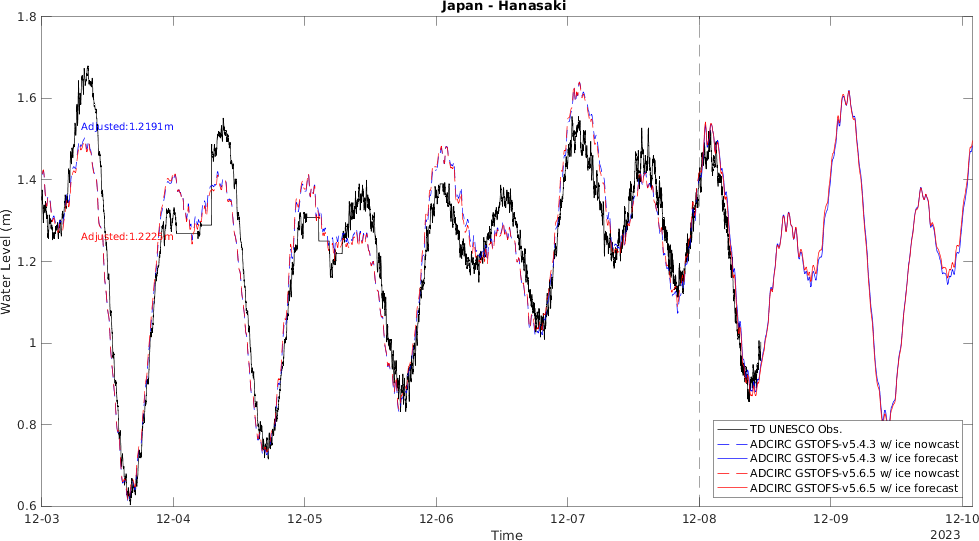 Japan - Hanasaki
1.8
1.6
1.4
1.2
1
0.8
0.6
Water Level (m)
Adjusted:1.2191m
Adjusted:1.2225m
TD UNESCO Obs.
ADCIRC GSTOFS-v5.4.3 w/ ice nowcast
ADCIRC GSTOFS-v5.4.3 w/ ice forecast
ADCIRC GSTOFS-v5.6.5 w/ ice nowcast
ADCIRC GSTOFS-v5.6.5 w/ ice forecast
12-03 12-04 12-05 12-06 12-07 12-08 12-09 12-10
Time
2023